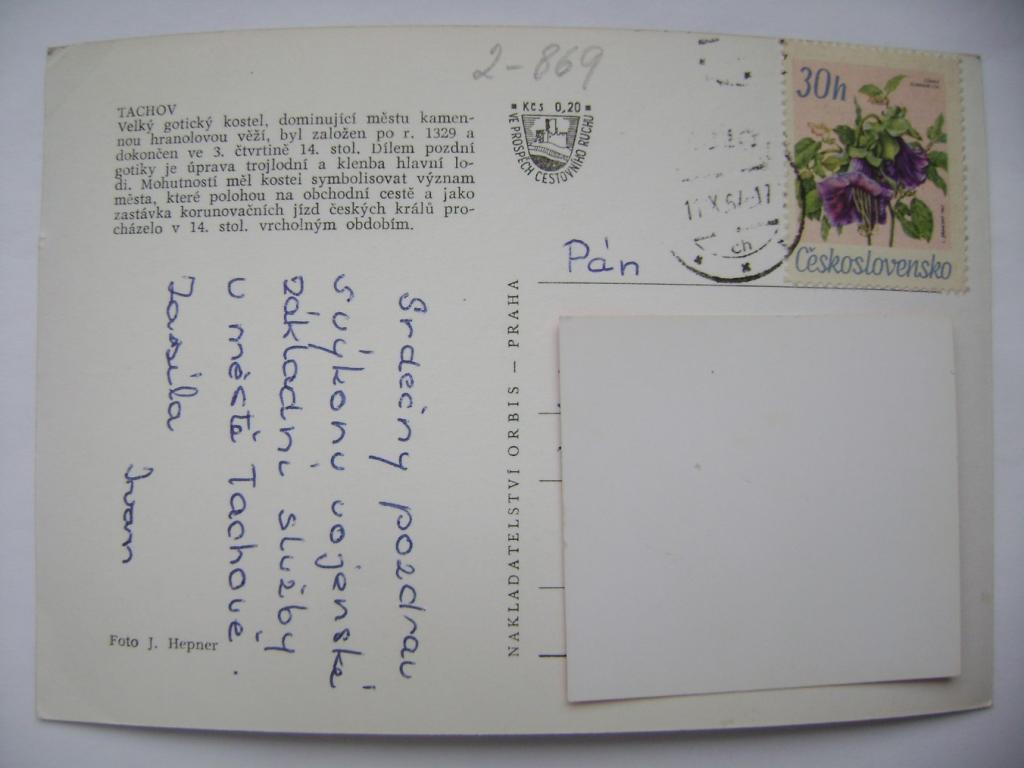 2-869
TACHOV
Velký gotický kostel, dominující městu kamen-
nou hranolovou věží, byl založen po r. 1329 a
dokončen ve 3. čtvrtině 14. stol. Dílem pozdní
gotiky je úprava trojlodní a klenba hlavní lo-
di. Mohutností měl kostel symbolisovat význam
města, které polohou na obchodní cestě a jako
zastávka korunovačních jízd českých králů pro-
cházelo v 14. stol. vrcholným obdobím.
Kčs 0,20
VE PROSPĚCH CESTOVNÍHO RUCHU
30h
Československo
Pán
Srdečný pozdrav
s výkonu vojenské
základní služby
v městě Tachově.
Zasílá
Ivan
NAKLADATELSTVÍ ORBIS – PRAHA
Foto J. Hepner